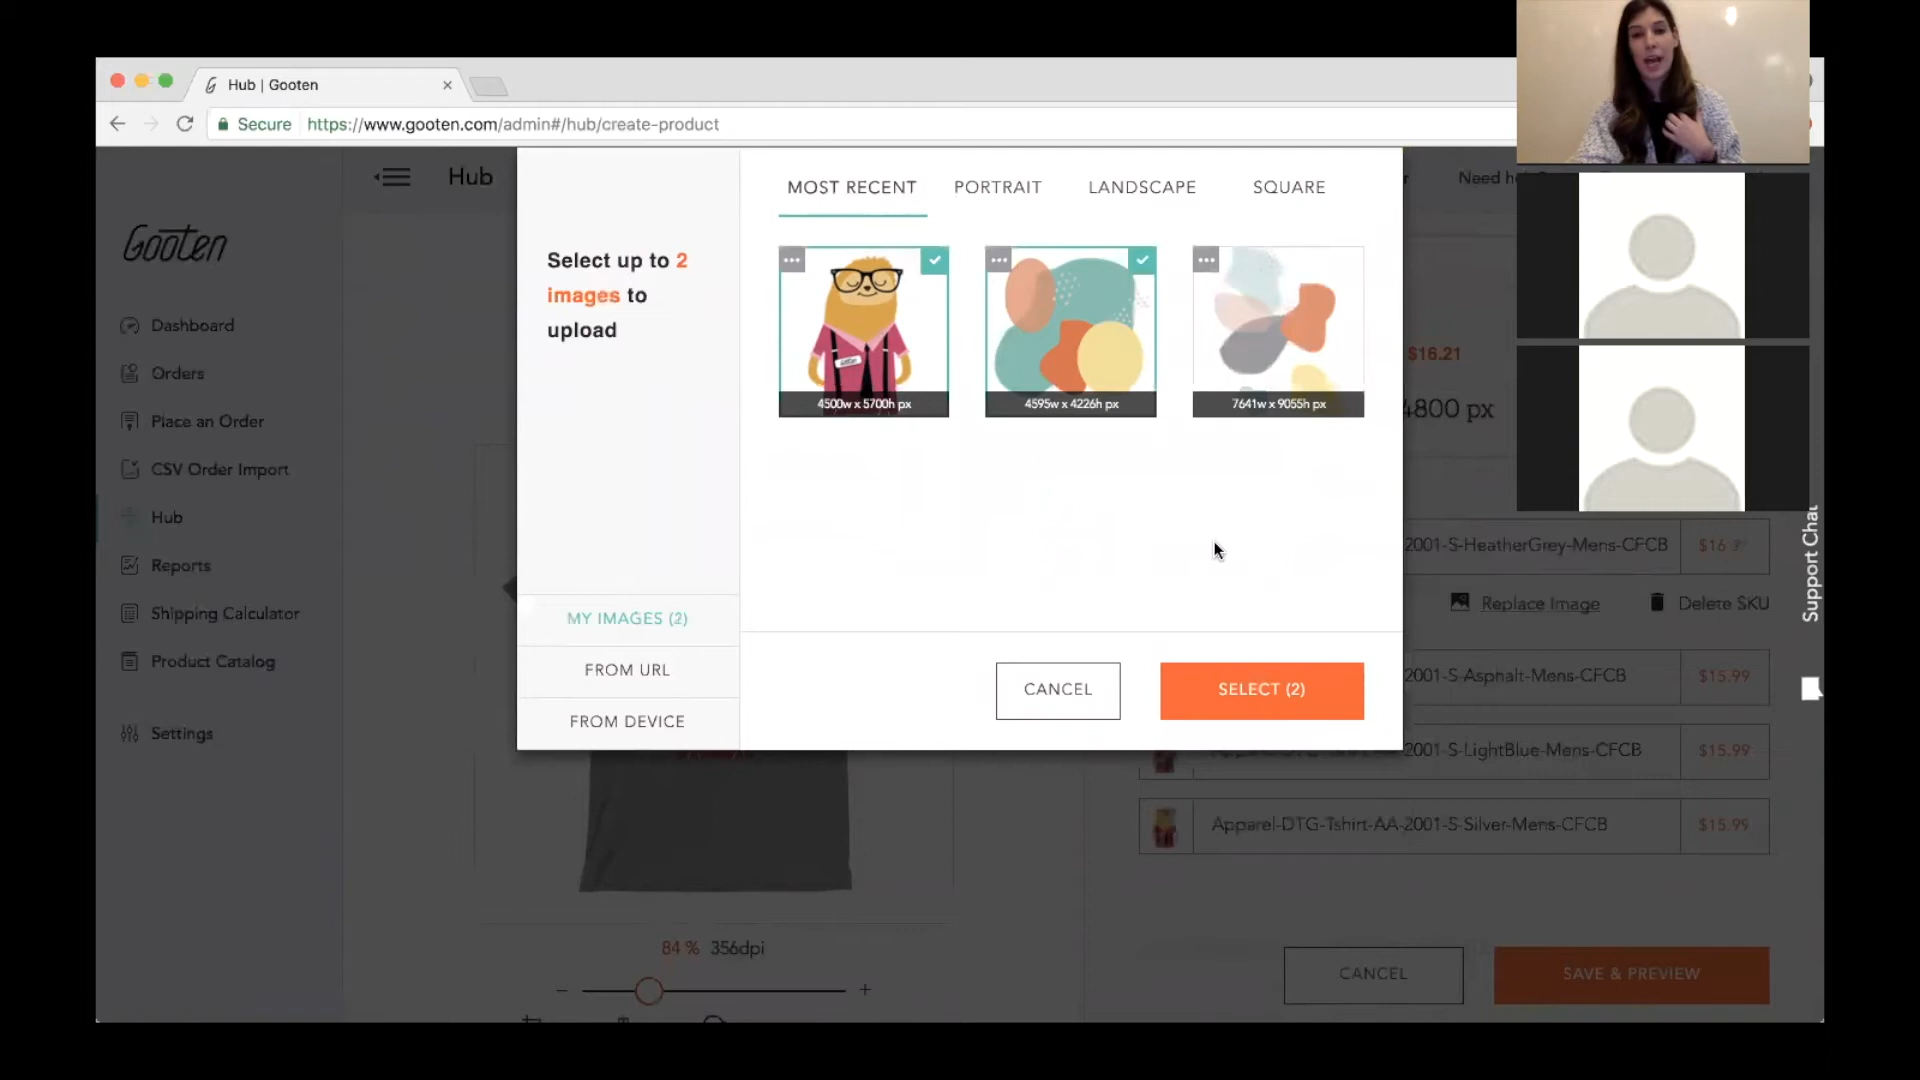 Hub | Gooten
Secure https://www.gooten.com/admin#/hub/create-product
Hub
Gooten
Dashboard
Orders
Place an Order
CSV Order Import
Hub
Reports
Shipping Calculator
Product Catalog
Settings
Select up to 2
images to
upload
MY IMAGES (2)
FROM URL
FROM DEVICE
MOST RECENT PORTRAIT LANDSCAPE SQUARE
4500w x 5700h px
4595w x 4226h px
7641w x 9055h px
CANCEL
SELECT (2)
84 % 356dpi
Need
$16.21
4800 px
2001-S-HeatherGrey-Mens-CFCB
Replace Image Delete SKU
2001-S-Asphalt-Mens-CFCB $15.99
2001-S-LightBlue-Mens-CFCB $15.99
Apparel-DTG-Tshirt-AA-2001-S-Silver-Mens-CFCB $15.99
CANCEL
SAVE & PREVIEW
Support Chat